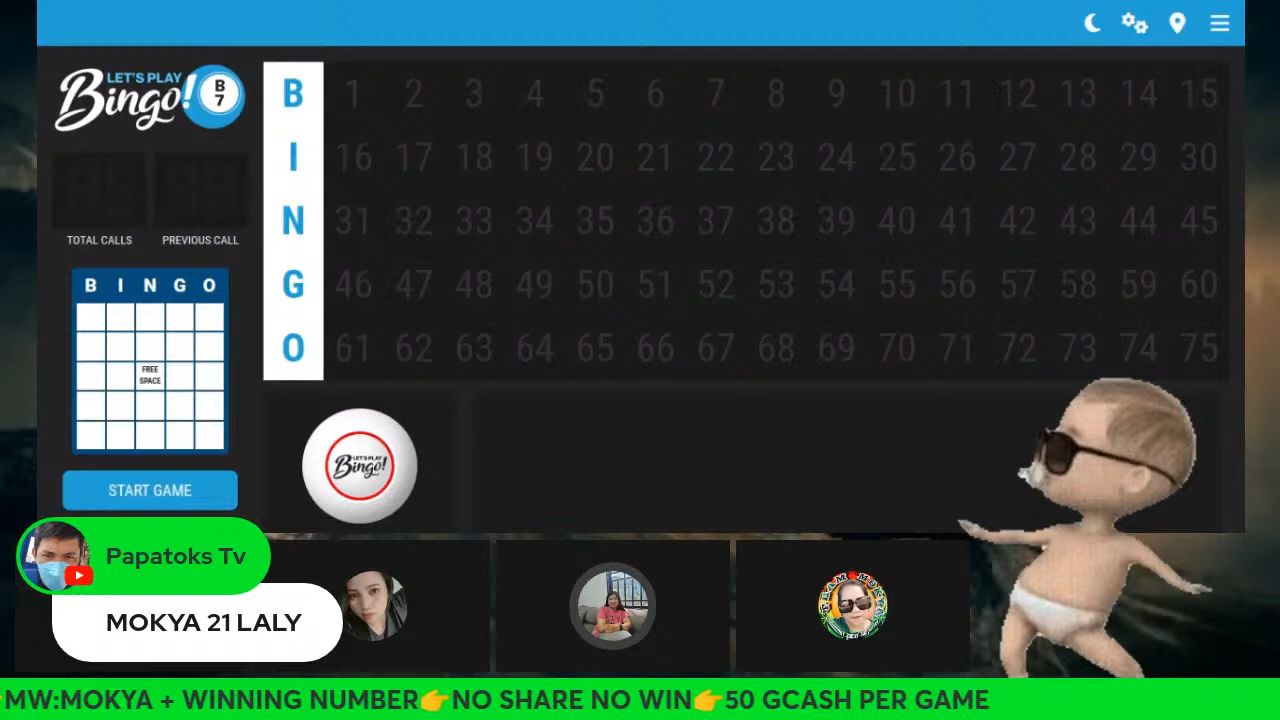 LET'S PLAY
Bingo!
B
7
TOTAL CALLS PREVIOUS CALL
B I N G O
FREE
SPACE
START GAME
B 1 2 3 4 5 6 7 8 9 10 11 12 13 14 15
I 16 17 18 19 20 21 22 23 24 25 26 27 28 29 30
N 31 32 33 34 35 36 37 38 39 40 41 42 43 44 45
G 46 47 48 49 50 51 52 53 54 55 56 57 58 59 60
O 61 62 63 64 65 66 67 68 69 70 71 72 73 74 75
LET'S PLAY
Bingo!
Papatoks Tv
MOKYA 21 LALY
TEAM MOKYA
MW:MOKYA + WINNING NUMBER👉NO SHARE NO WIN👉50 GCASH PER GAME